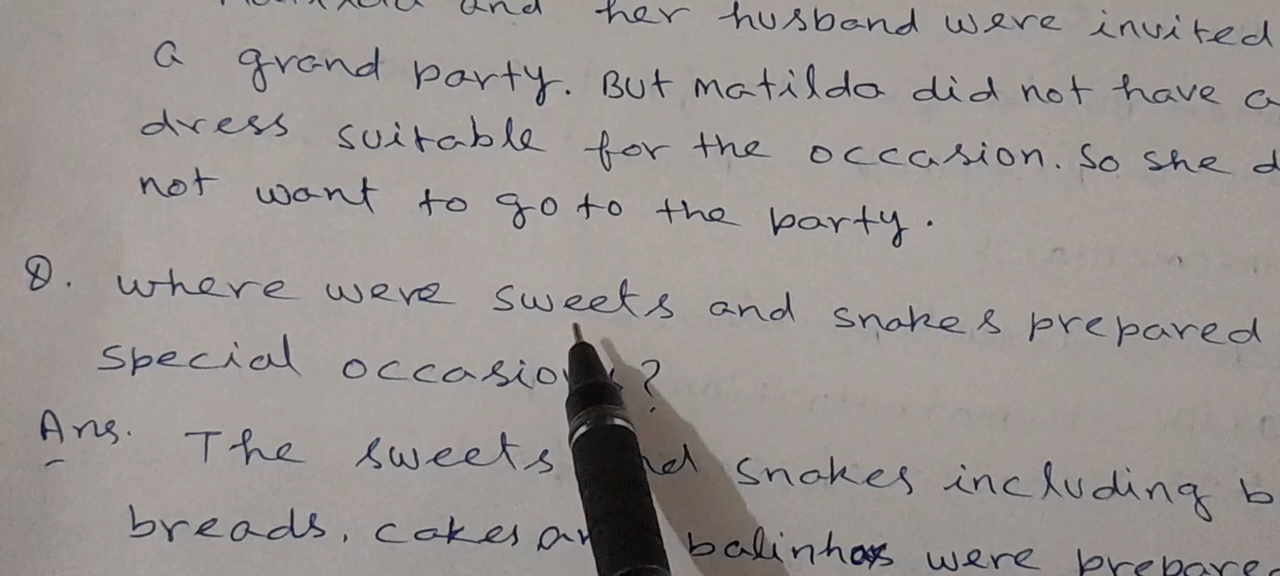 and her husband were invited
a grand party. But matilda did not have a
dress suitable for the occasion. So she d
not want to go to the party.
Q. where were sweets and snakes prepared
special occasion ?
Ans. The sweets snakes including b
breads, cakes balinhas were prepared